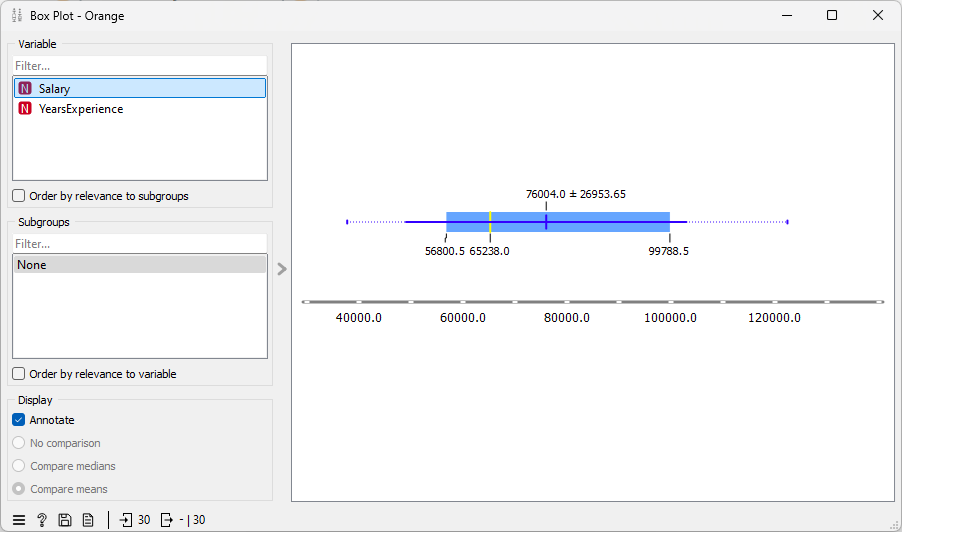 Box Plot - Orange
Variable
Filter...
N Salary
N YearsExperience
Order by relevance to subgroups
Subgroups
Filter...
None
Order by relevance to variable
Display
Annotate
No comparison
Compare medians
Compare means
? 30 - | 30
76004.0 ± 26953.65
56800.5 65238.0 99788.5
40000.0 60000.0 80000.0 100000.0 120000.0